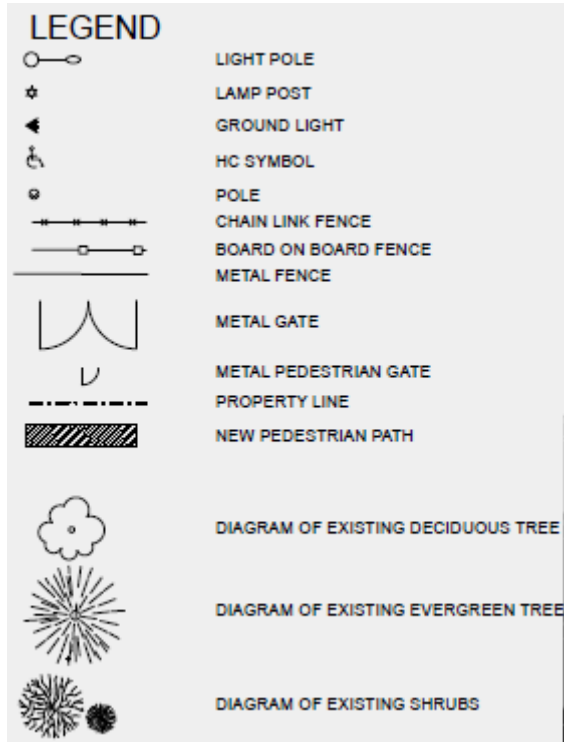 LEGEND
LIGHT POLE
LAMP POST
GROUND LIGHT
HC SYMBOL
POLE
CHAIN LINK FENCE
BOARD ON BOARD FENCE
METAL FENCE
METAL GATE
METAL PEDESTRIAN GATE
PROPERTY LINE
NEW PEDESTRIAN PATH
DIAGRAM OF EXISTING DECIDUOUS TREE
DIAGRAM OF EXISTING EVERGREEN TREE
DIAGRAM OF EXISTING SHRUBS